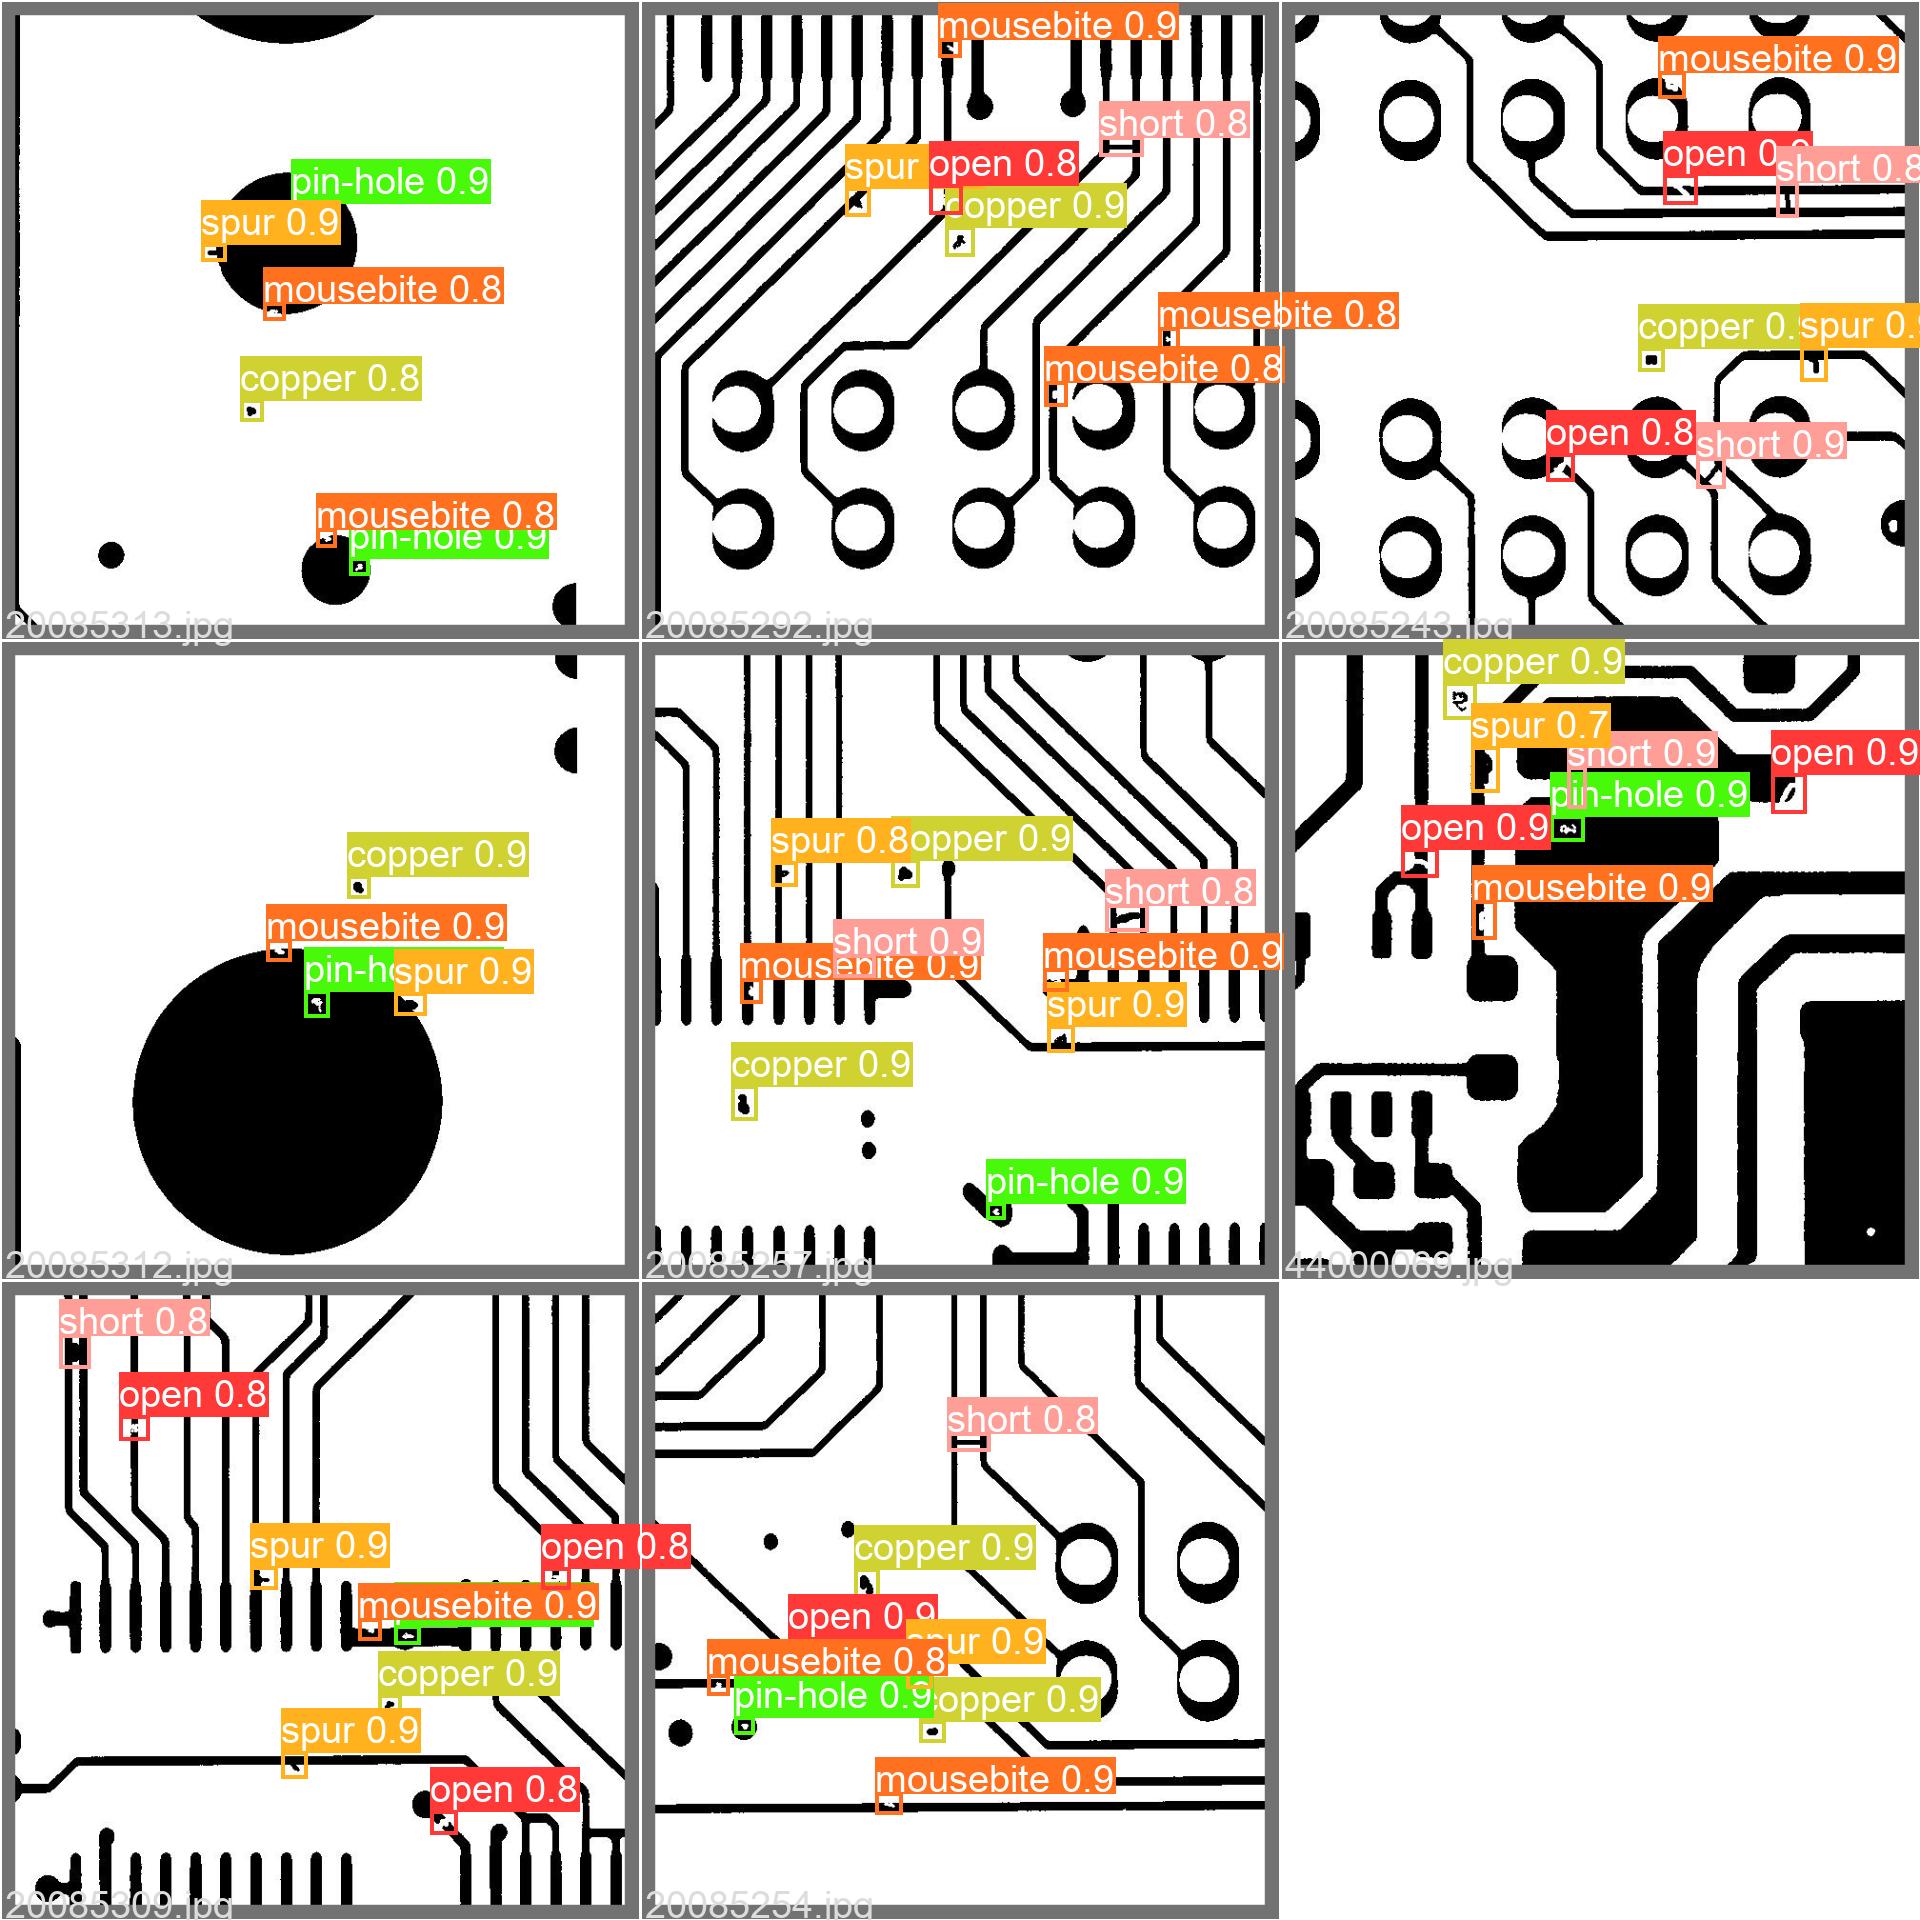 pin-hole 0.9
spur 0.9
mousebite 0.8
copper 0.8
mousebite 0.8
pin-hole 0.9
20085313.jpg
mousebite 0.9
short 0.8
spur
open 0.8
copper 0.9
mousebite 0.8
mousebite 0.8
20085292.jpg
mousebite 0.9
open 0.9
short 0.8
copper 0.
spur 0.
open 0.8
short 0.9
20085243.jpg
copper 0.9
mousebite 0.9
pin-ho
spur 0.9
20085312.jpg
spur 0.8
copper 0.9
short 0.8
short 0.9
mousebite 0.9
mousebite 0.9
spur 0.9
copper 0.9
pin-hole 0.9
20085257.jpg
copper 0.9
spur 0.7
short 0.9
open 0.9
pin-hole 0.9
open 0.9
mousebite 0.9
44000069.jpg
short 0.8
open 0.8
spur 0.9
open 0.8
mousebite 0.9
copper 0.9
spur 0.9
open 0.8
20085309.jpg
short 0.8
copper 0.9
open 0.9
spur 0.9
mousebite 0.8
pin-hole 0.9
copper 0.9
mousebite 0.9
20085254.jpg